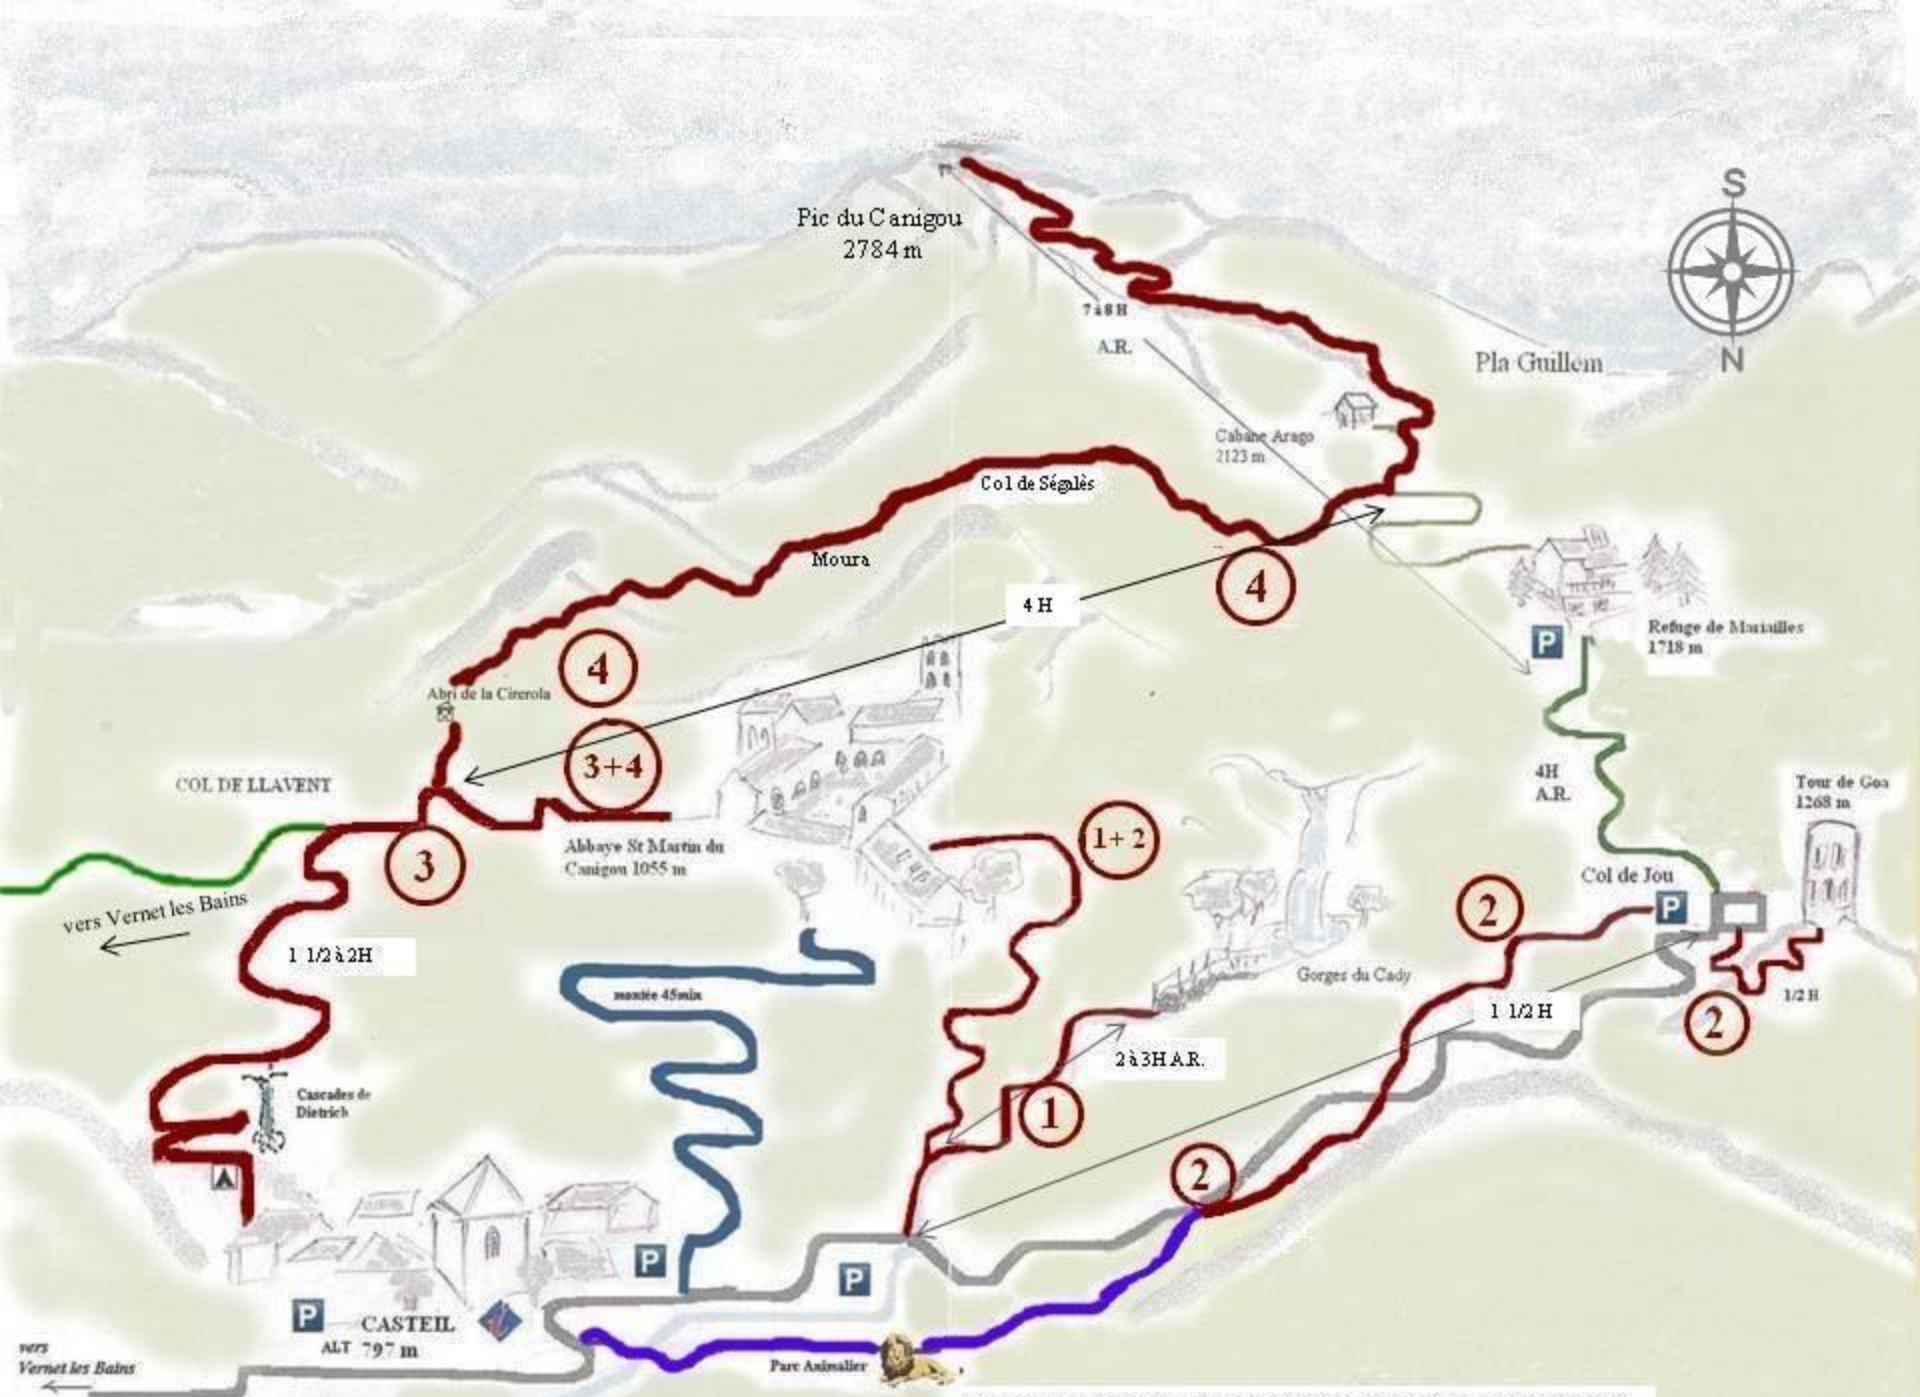 S
N
Pic du Canigou
2784 m
7 à 8 H
A.R.
Pla Guillem
Cabane Arago
2123 m
Col de Ségalès
Moura
4
4 H
Refuge de Mariailles
1718 m
P
4
Abri de la Cirerola
3+4
COL DE LLAVENT
4H
A.R.
Tour de Goa
1268 m
Abbaye St Martin du
Canigou 1055 m
1+ 2
3
Col de Jou
P
2
vers Vernet les Bains
1 1/2 à 2H
Gorges du Cady
montée 45min
1/2 H
1 1/2 H
2
2 à 3H A.R.
Cascades de
Dietrich
1
2
P
P
P
CASTEIL
ALT 797 m
i
vers
Vernet les Bains
Parc Animalier